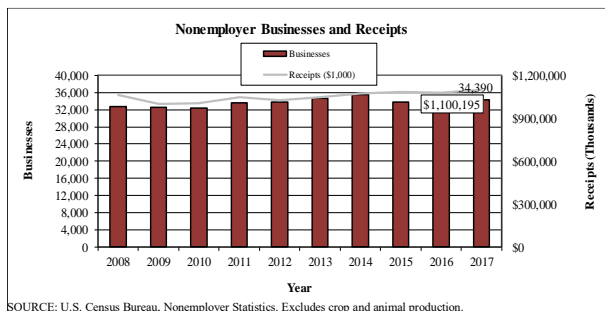 Nonemployer Businesses and Receipts
Businesses
Receipts ($1,000)
40,000
36,000
32,000
28,000
24,000
20,000
16,000
12,000
8,000
4,000
0
Businesses
$1,200,000
$900,000
$600,000
$300,000
$0
Receipts (Thousands)
34,390
$1,100,195
2008 2009 2010 2011 2012 2013 2014 2015 2016 2017
Year
SOURCE: U.S. Census Bureau, Nonemployer Statistics. Excludes crop and animal production.